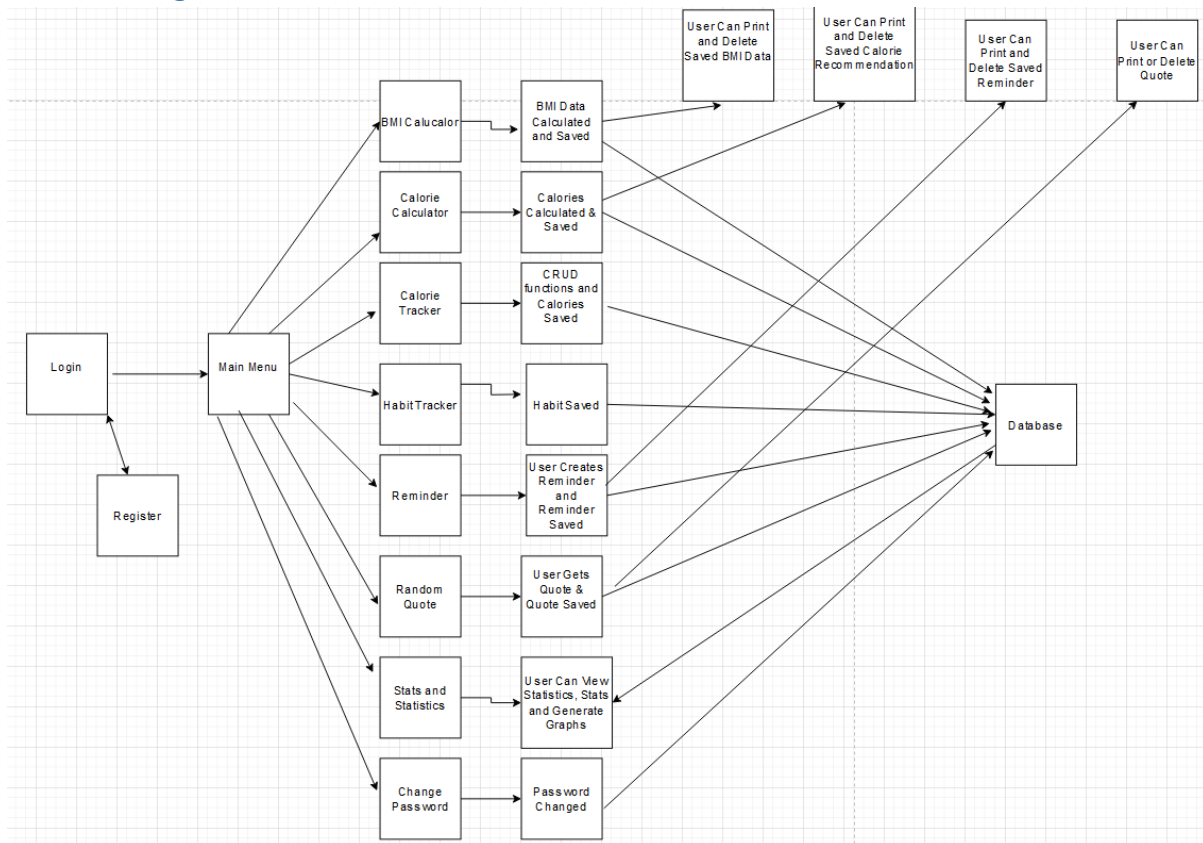 User Can Print
and Delete
Saved BMI Data
User Can Print
and Delete
Saved Calorie
Recommendation
User Can
Print and
Delete Saved
Reminder
User Can
Print or Delete
Quote
BMI Calucalor
BMI Data
Calculated
and Saved
Calorie
Calculator
Calories
Calculated &
Saved
Calorie
Tracker
CRUD
functions and
Calories
Saved
Login
Main Menu
Habit Tracker
Habit Saved
Database
Register
Reminder
User Creates
Reminder
and
Reminder
Saved
Random
Quote
User Gets
Quote &
Quote Saved
Stats and
Statistics
User Can View
Statistics, Stats
and Generate
Graphs
Change
Password
Password
Changed